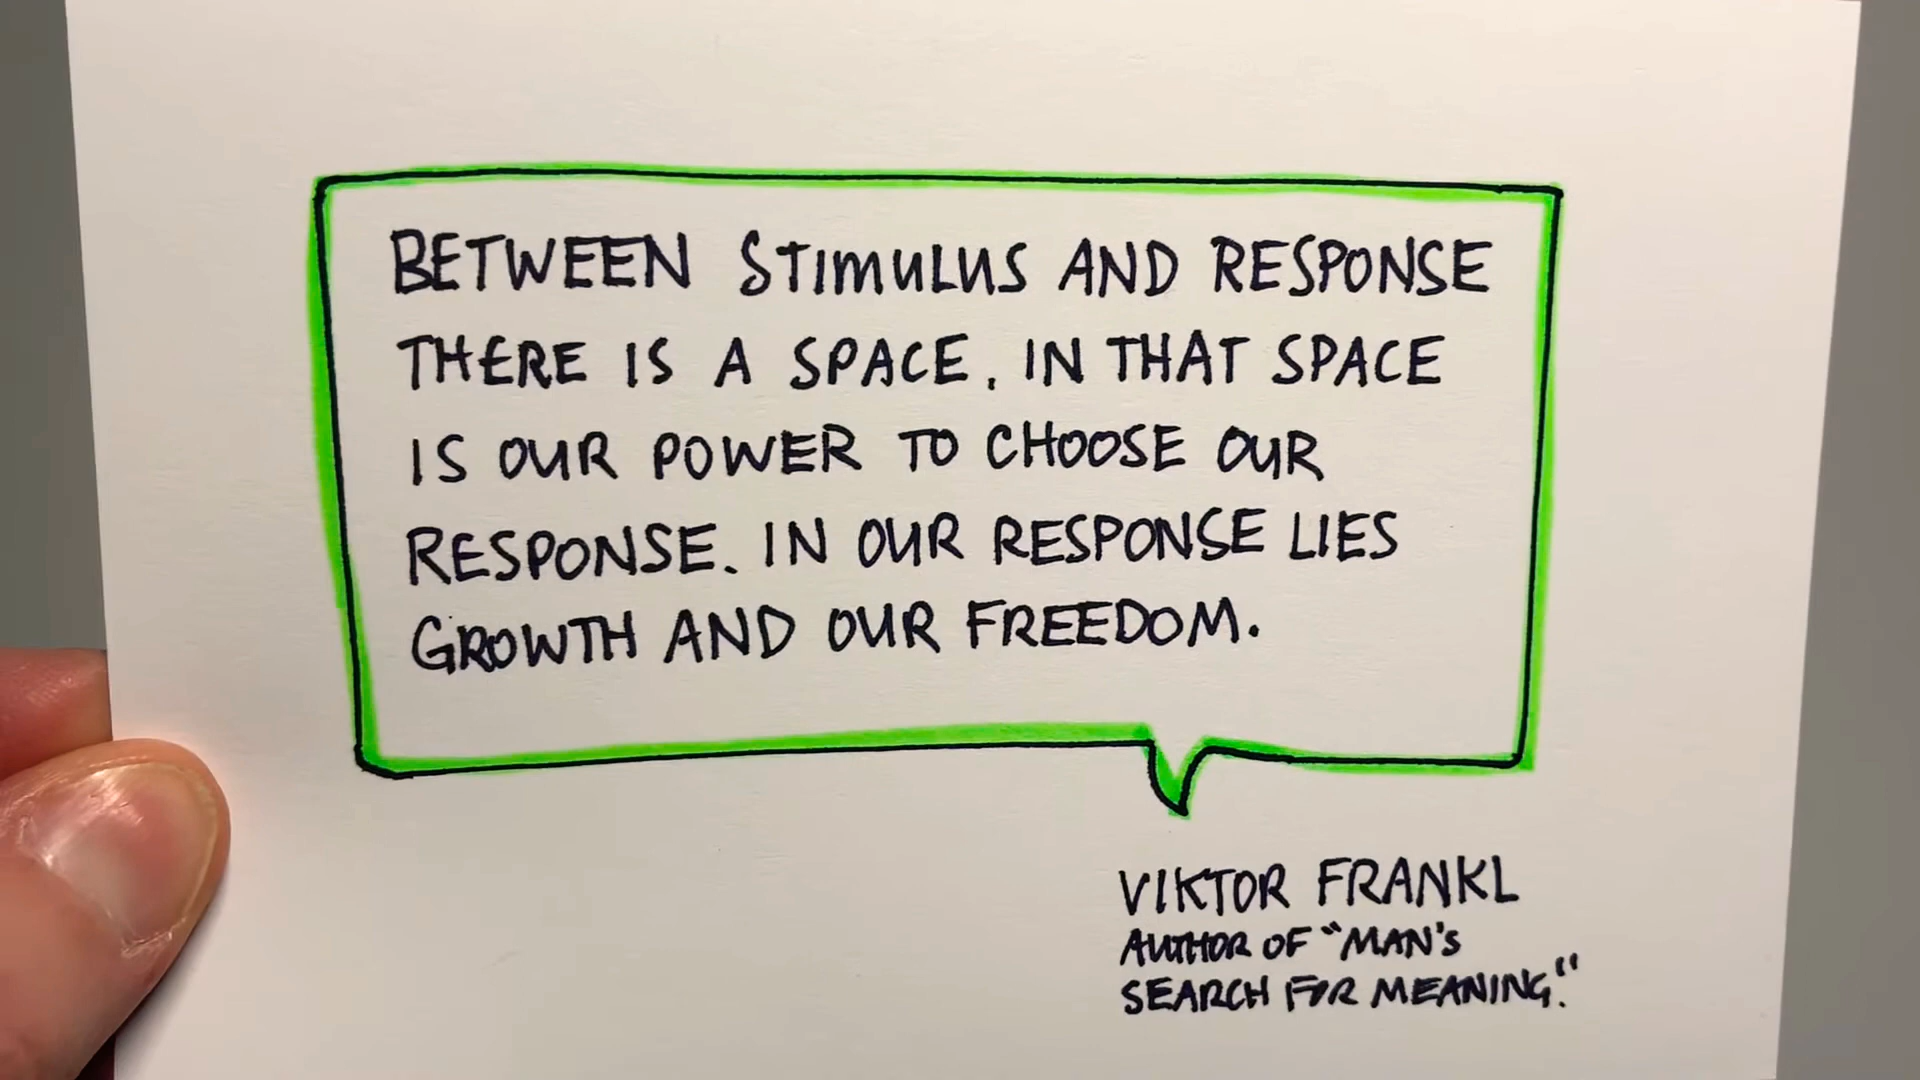 BETWEEN STIMULUS AND RESPONSE
THERE IS A SPACE. IN THAT SPACE
IS OUR POWER TO CHOOSE OUR
RESPONSE. IN OUR RESPONSE LIES
GROWTH AND OUR FREEDOM.
VIKTOR FRANKL
AUTHOR OF "MAN'S
SEARCH FOR MEANING."